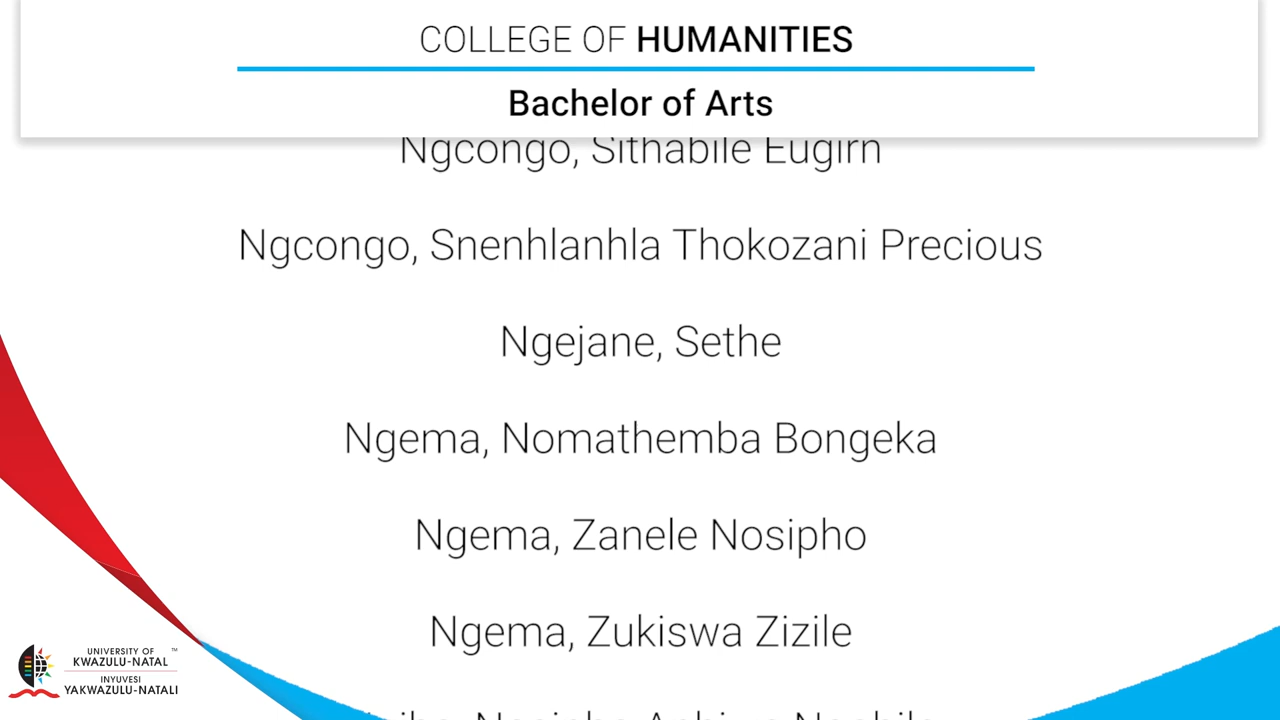 COLLEGE OF HUMANITIES
Bachelor of Arts
Ngcongo, Sithabile Eugirn
Ngcongo, Snenhlanhla Thokozani Precious
Ngejane, Sethe
Ngema, Nomathemba Bongeka
Ngema, Zanele Nosipho
Ngema, Zukiswa Zizile
UNIVERSITY OF ™
KWAZULU-NATAL
INYUVESI
YAKWAZULU-NATALI